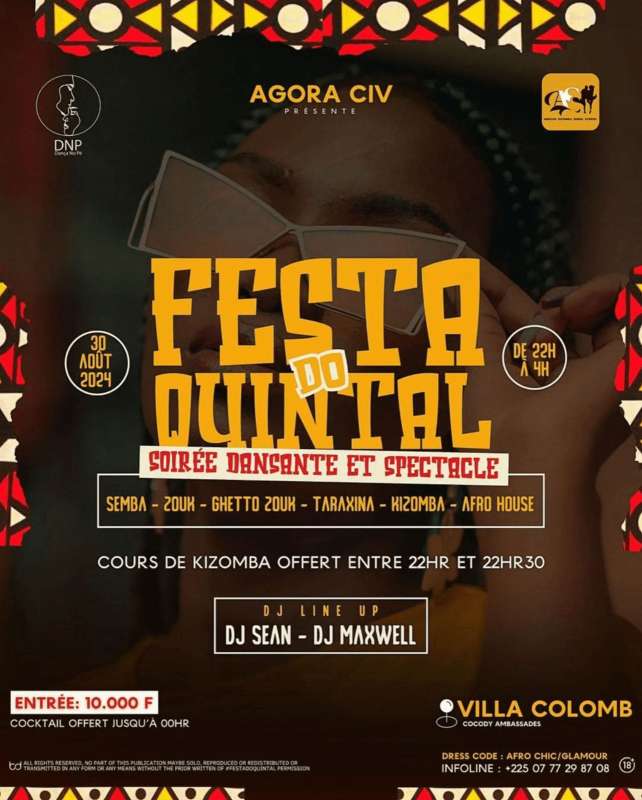 AGORA CIV
PRÉSENTE
DNP
Dança No Pé
FESTA
DO
QUINTAL
30
AOÛT
2024
DE 22H
À 4H
SOIRÉE DANSANTE ET SPECTACLE
SEMBA - ZOUK - GHETTO ZOUK - TARAXINA - KIZOMBA - AFRO HOUSE
COURS DE KIZOMBA OFFERT ENTRE 22HR ET 22HR30
DJ LINE UP
DJ SEAN - DJ MAXWELL
ENTRÉE: 10.000 F
COCKTAIL OFFERT JUSQU'À 00HR
VILLA COLOMB
COCODY AMBASSADES
DRESS CODE : AFRO CHIC/GLAMOUR
INFOLINE : +225 07 77 29 87 08
18+
ALL RIGHTS OF RESERVED, NO PART OF THIS PUBLICATION MAYBE SOLO, REPRODUCED OR REDISTRIBUTED OR
TRANSMITTED IN ANY FORM OR ANY MEANS WITHOUT THE PRIOR WRITTEN OF #FESTADOQUINTAL PERMISSION